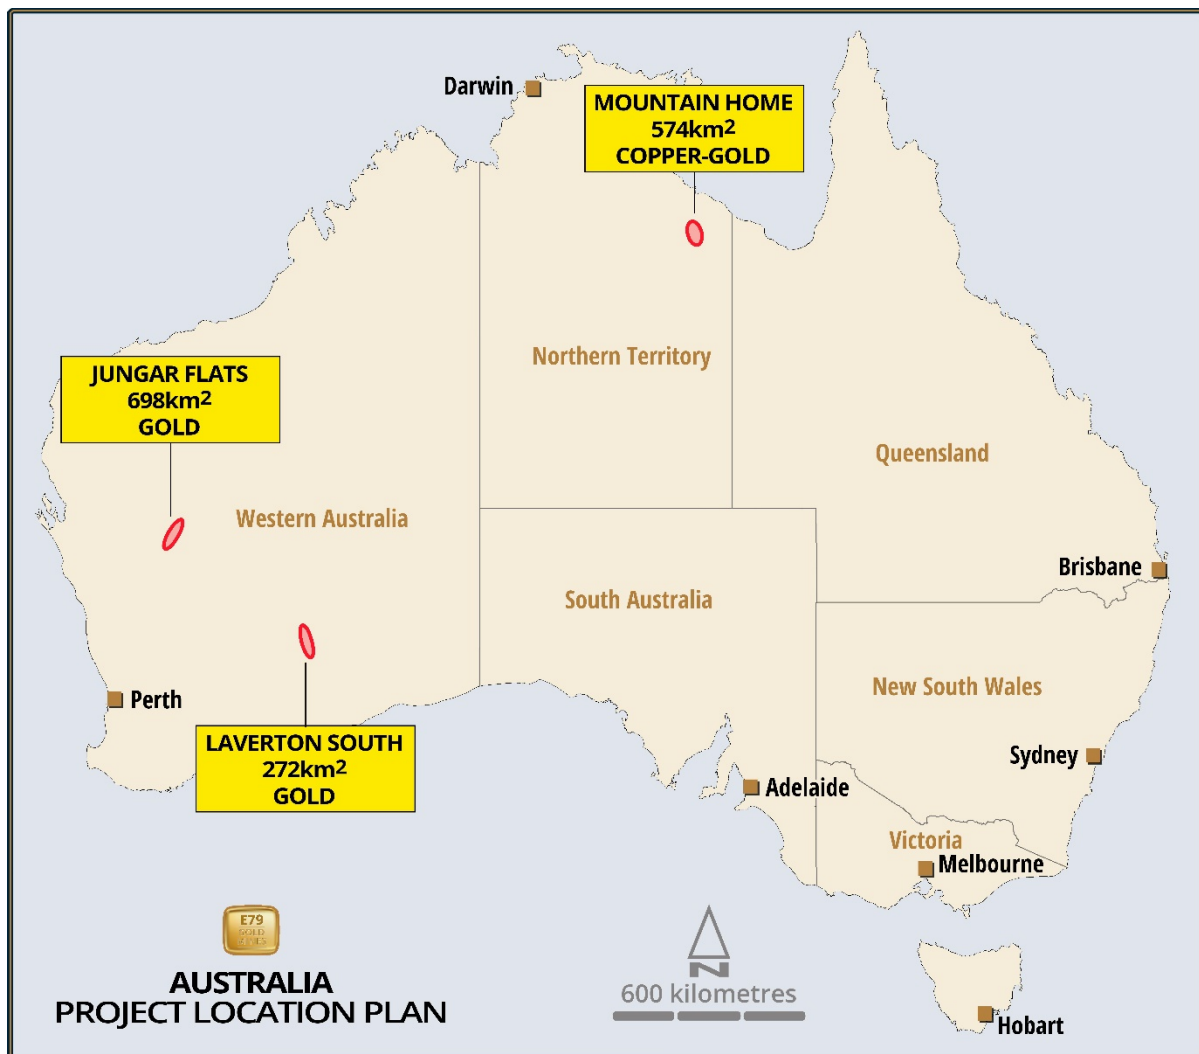 Darwin
MOUNTAIN HOME
574km2
COPPER-GOLD
JUNGAR FLATS
698km2
GOLD
Northern Territory
Queensland
Western Australia
Brisbane
South Australia
New South Wales
Perth
LAVERTON SOUTH
272km2
GOLD
Sydney
Adelaide
Victoria
Melbourne
E79
GOLD
AUSTRALIA
PROJECT LOCATION PLAN
N
600 kilometres
Hobart